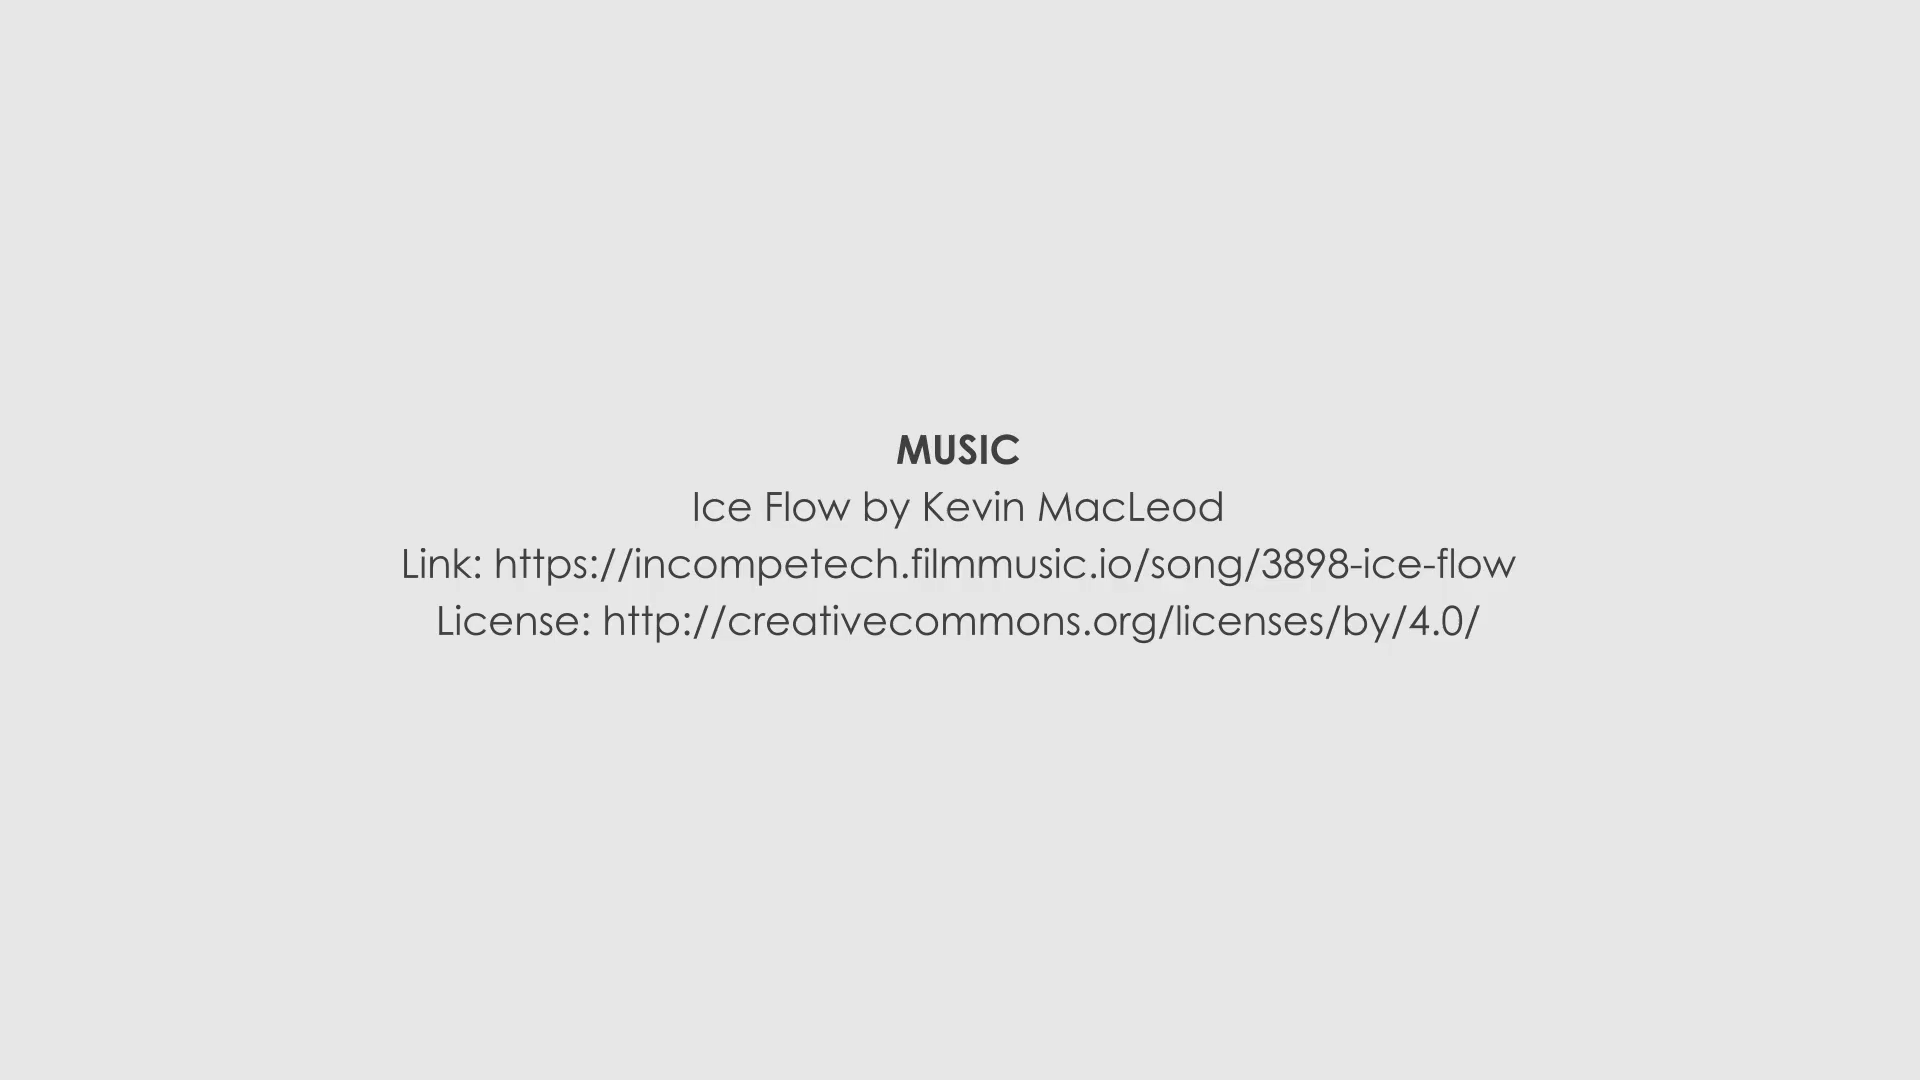 MUSIC
Ice Flow by Kevin MacLeod
Link: https://incompetech.filmmusic.io/song/3898-ice-flow
License: http://creativecommons.org/licenses/by/4.0/